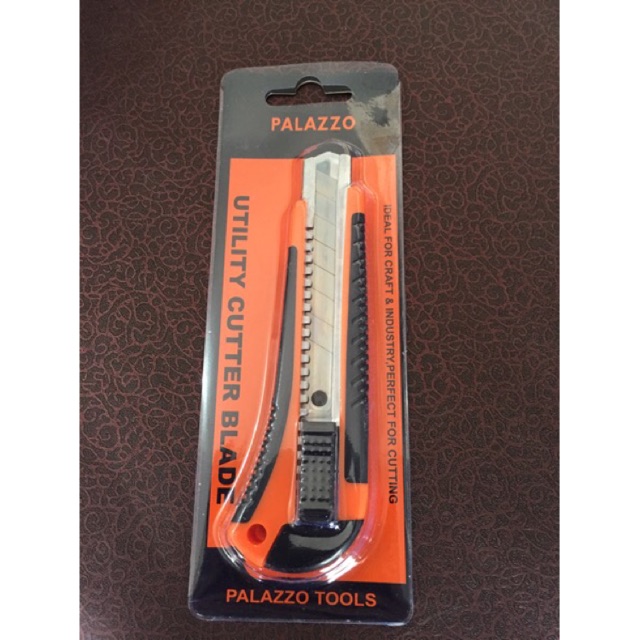 PALAZZO
UTILITY CUTTER BLADE
IDEAL FOR CRAFT & INDUSTRY,PERFECT FOR CUTTING
PALAZZO TOOLS